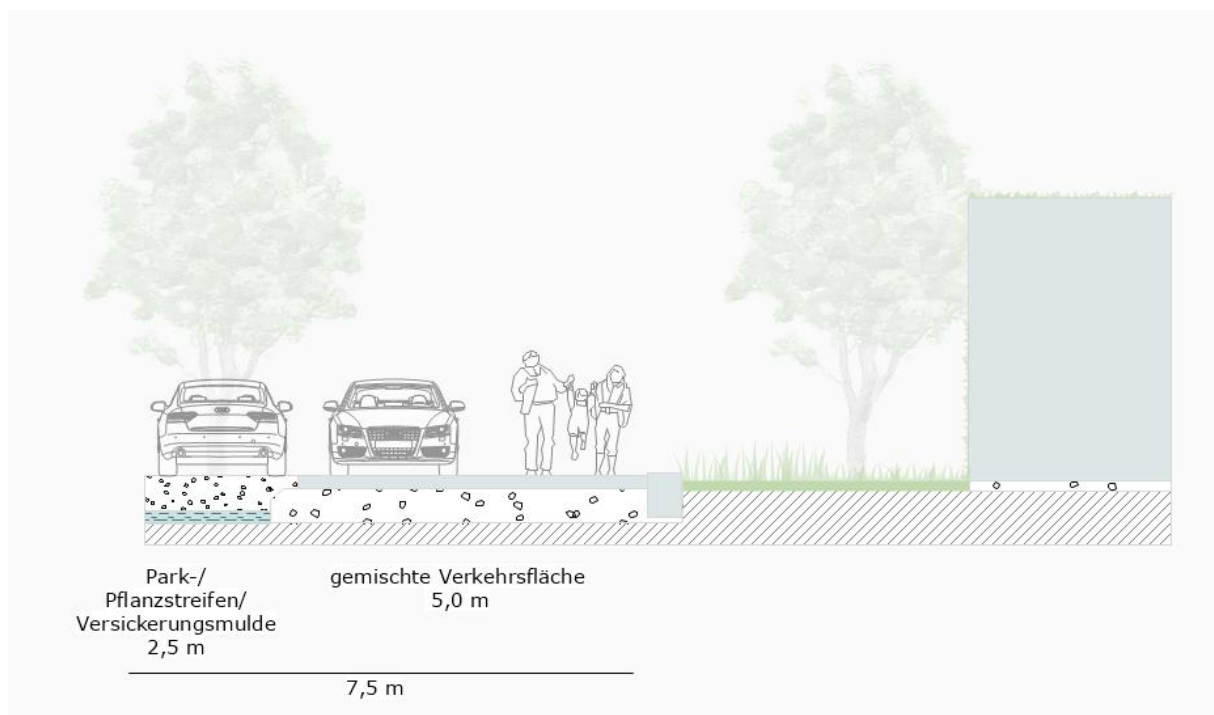 Park-/
Pflanzstreifen/
Versickerungsmulde
2,5 m
gemischte Verkehrsfläche
5,0 m
7,5 m